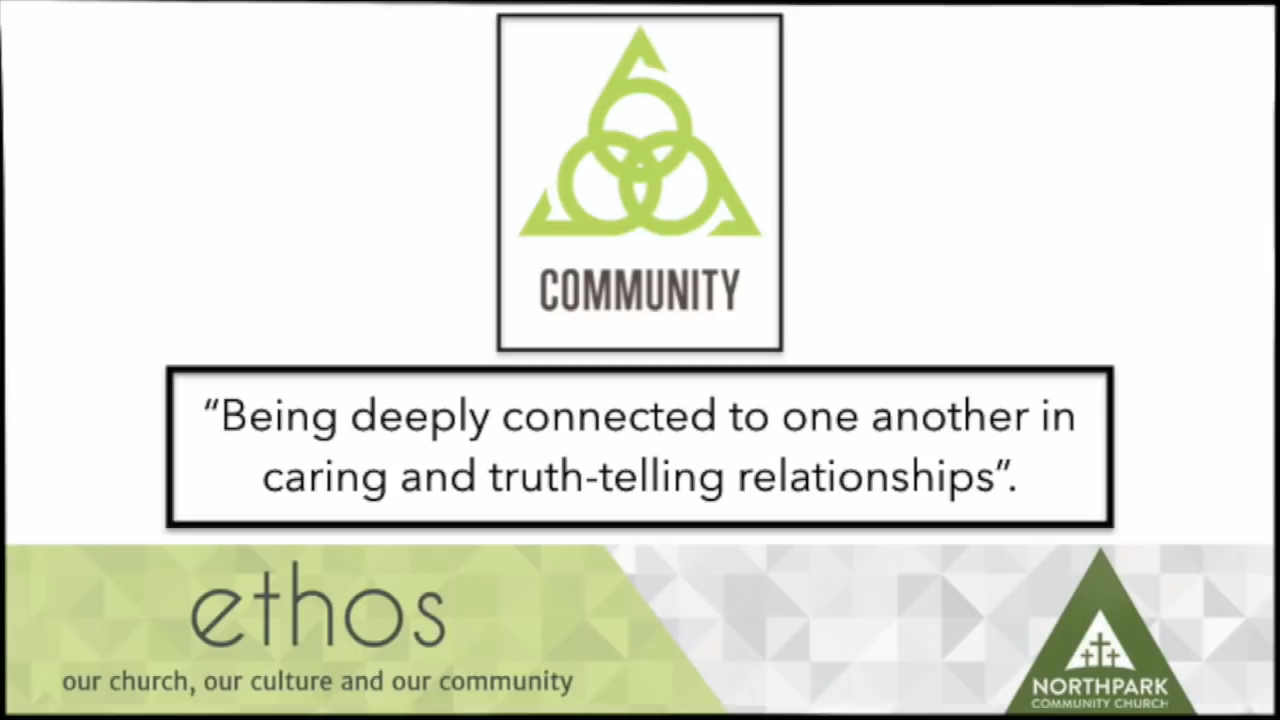 COMMUNITY
“Being deeply connected to one another in
caring and truth-telling relationships”.
ethos
our church, our culture and our community
NORTHPARK
COMMUNITY CHURCH